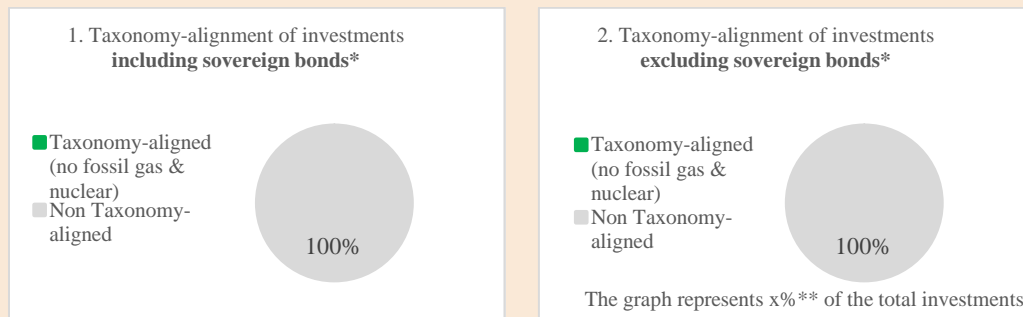 1. Taxonomy-alignment of investments
including sovereign bonds*
Taxonomy-aligned
(no fossil gas &
nuclear)
Non Taxonomy-
aligned
100%
2. Taxonomy-alignment of investments
excluding sovereign bonds*
Taxonomy-aligned
(no fossil gas &
nuclear)
Non Taxonomy-
aligned
100%
The graph represents x%** of the total investments